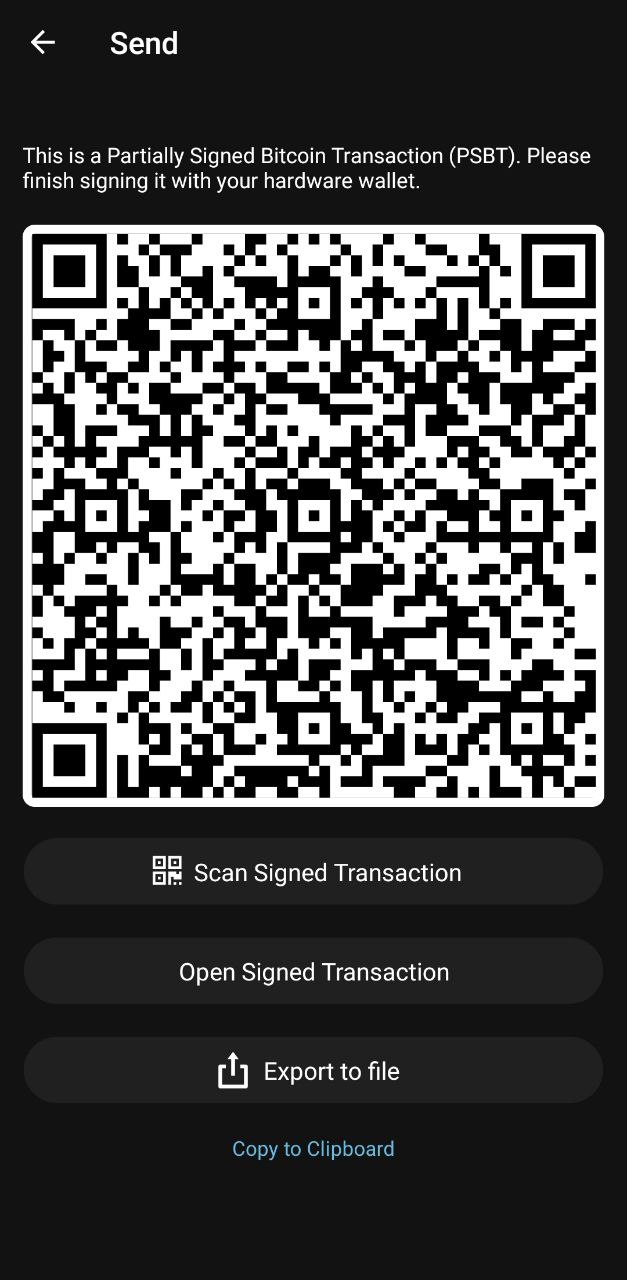 Send
This is a Partially Signed Bitcoin Transaction (PSBT). Please
finish signing it with your hardware wallet.
Scan Signed Transaction
Open Signed Transaction
Export to file
Copy to Clipboard